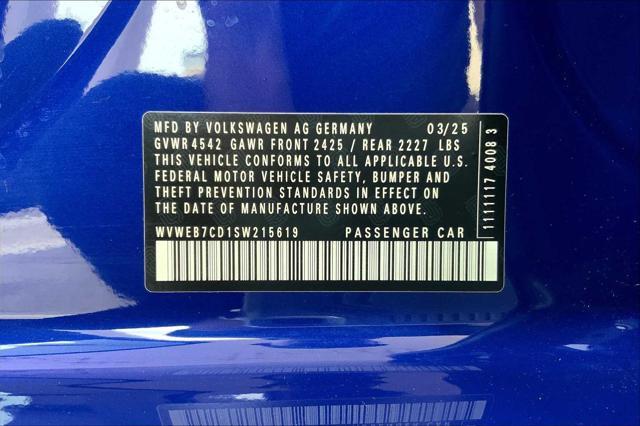 MFD BY VOLKSWAGEN AG GERMANY 03/25
GVWR 4542 GAWR FRONT 2425 / REAR 2227 LBS
THIS VEHICLE CONFORMS TO ALL APPLICABLE U.S.
FEDERAL MOTOR VEHICLE SAFETY, BUMPER AND
THEFT PREVENTION STANDARDS IN EFFECT ON
THE DATE OF MANUFACTURE SHOWN ABOVE.
WVWEB7CD1SW215619 PASSENGER CAR
11111117 4008 3